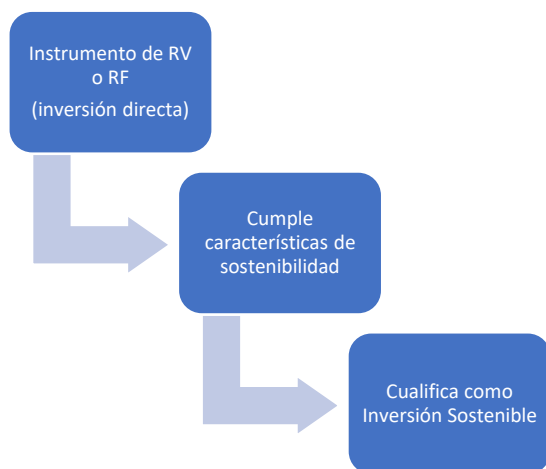 Instrumento de RV
o RF
(inversión directa)
Cumple
características de
sostenibilidad
Cualifica como
Inversión Sostenible